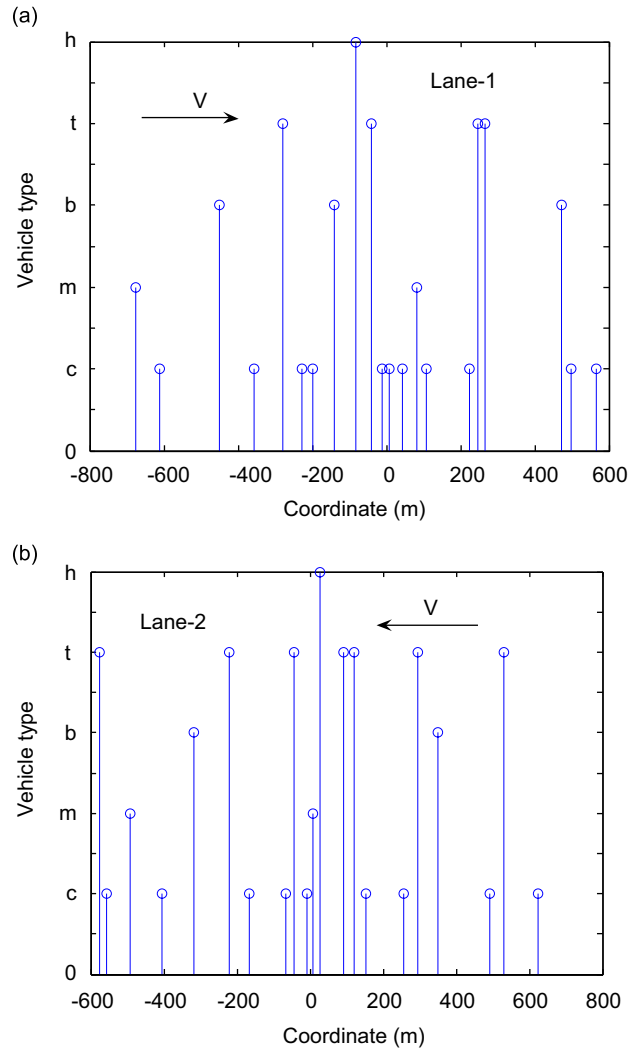 (a)
h
Lane-1
V
t
Vehicle type
b
m
c
0
-800 -600 -400 -200 0 200 400 600
Coordinate (m)
(b)
h
Lane-2
V
t
Vehicle type
b
m
c
0
-600 -400 -200 0 200 400 600 800
Coordinate (m)